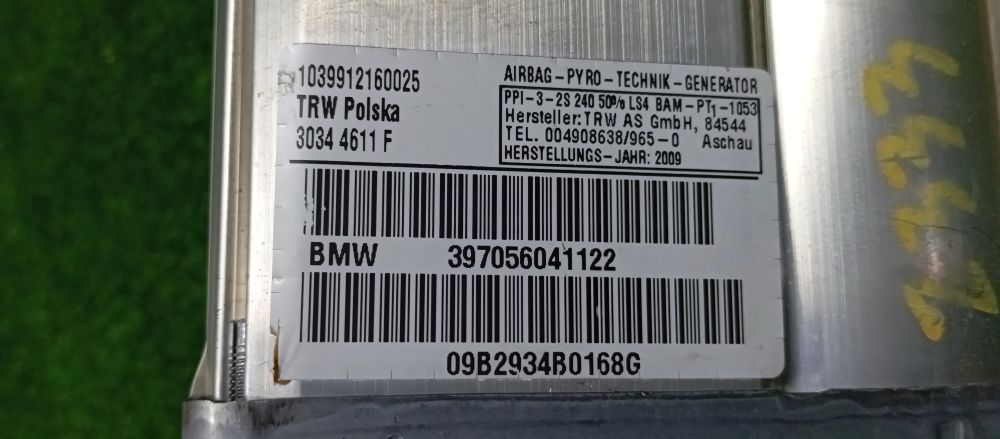 1039912160025
TRW Polska
3034 4611 F
AIRBAG-PYRO-TECHNIK-GENERATOR
PPI-3-2S 240 50% LS4 BAM-PT1-1053
Hersteller: TRW AS GmbH, 84544
TEL. 004908638/965-0 Aschau
HERSTELLUNGS-JAHR: 2009
BMW 397056041122
09B2934B0168G